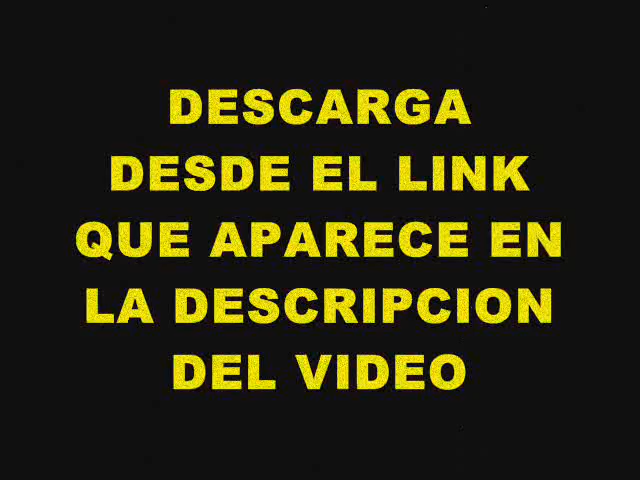 DESCARGA
DESDE EL LINK
QUE APARECE EN
LA DESCRIPCION
DEL VIDEO